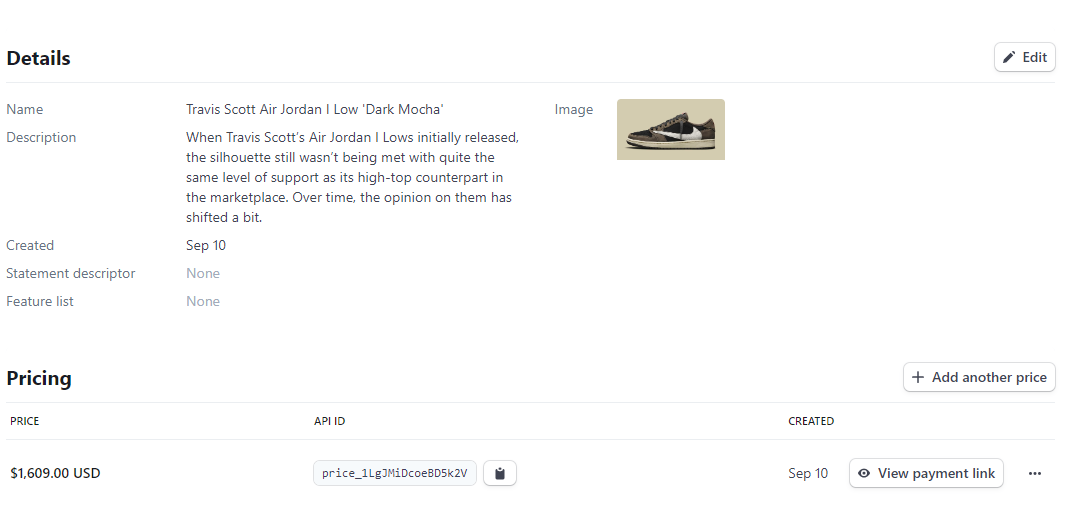 Details
Edit
Name
Travis Scott Air Jordan I Low 'Dark Mocha'
Image
Description
When Travis Scott’s Air Jordan I Lows initially released,
the silhouette still wasn’t being met with quite the
same level of support as its high-top counterpart in
the marketplace. Over time, the opinion on them has
shifted a bit.
Created
Sep 10
Statement descriptor
None
Feature list
None
Pricing
Add another price
PRICE
API ID
CREATED
$1,609.00 USD
price_1LgJMiDcoeBD5k2V
Sep 10
View payment link